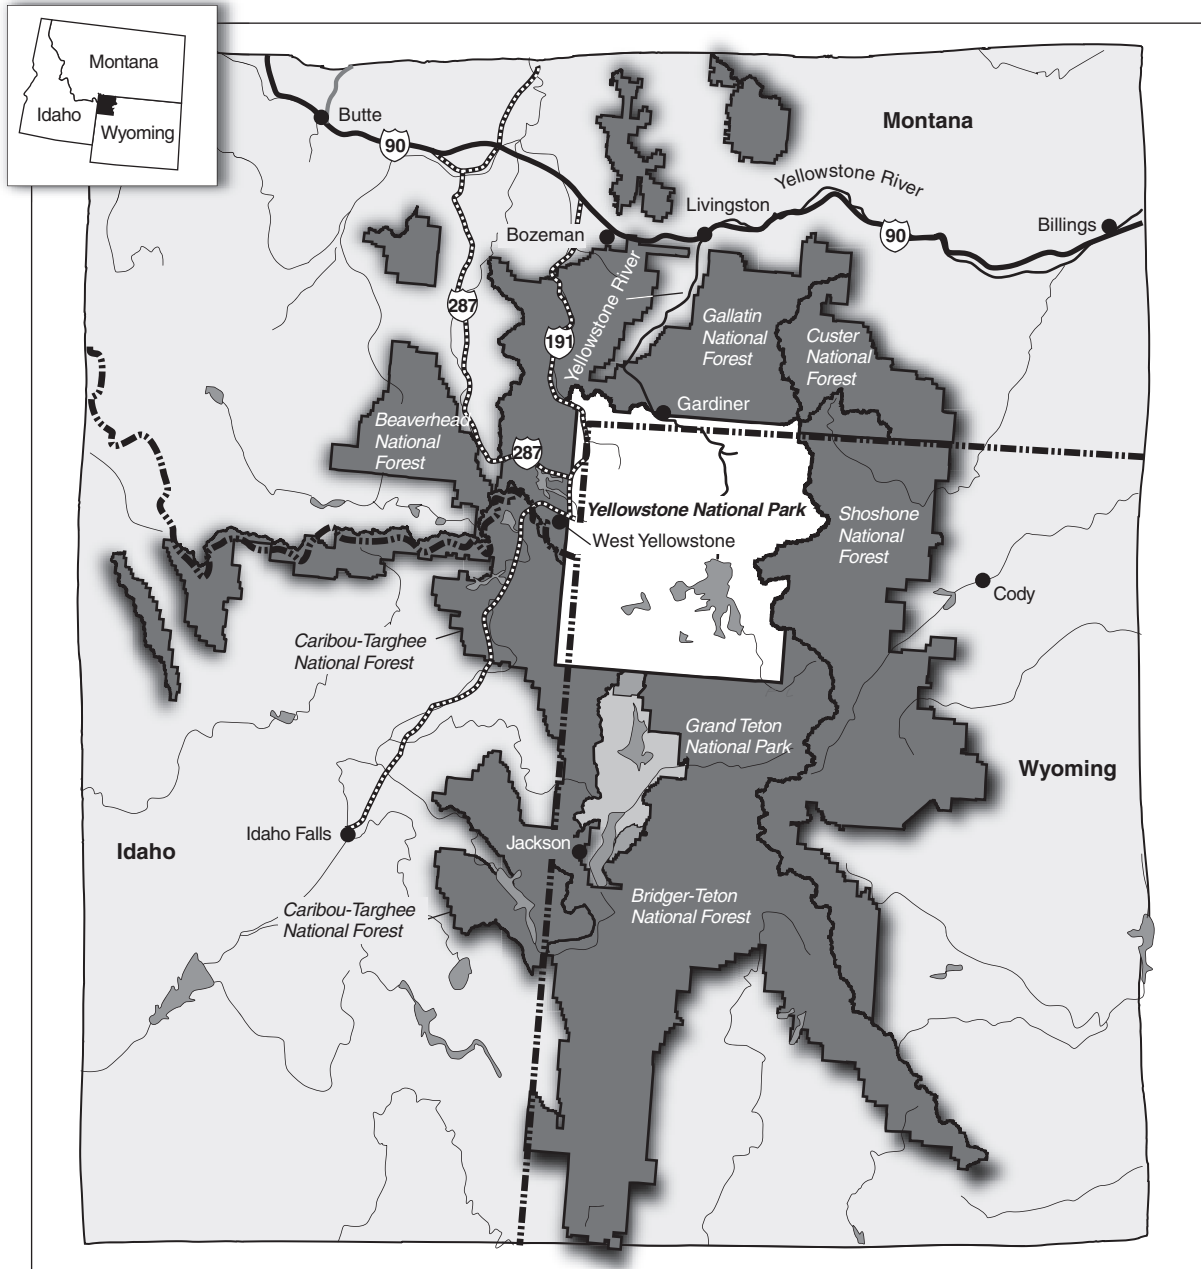 Montana
Idaho
Wyoming
Butte
90
Montana
Yellowstone River
Livingston
Bozeman
90
Billings
Yellowstone River
287
191
Gallatin
National
Forest
Custer
National
Forest
Gardiner
Beaverhead
National
Forest
287
Yellowstone National Park
West Yellowstone
Shoshone
National
Forest
Cody
Caribou-Targhee
National Forest
Grand Teton
National Park
Wyoming
Idaho Falls
Idaho
Jackson
Bridger-Teton
National Forest
Caribou-Targhee
National Forest